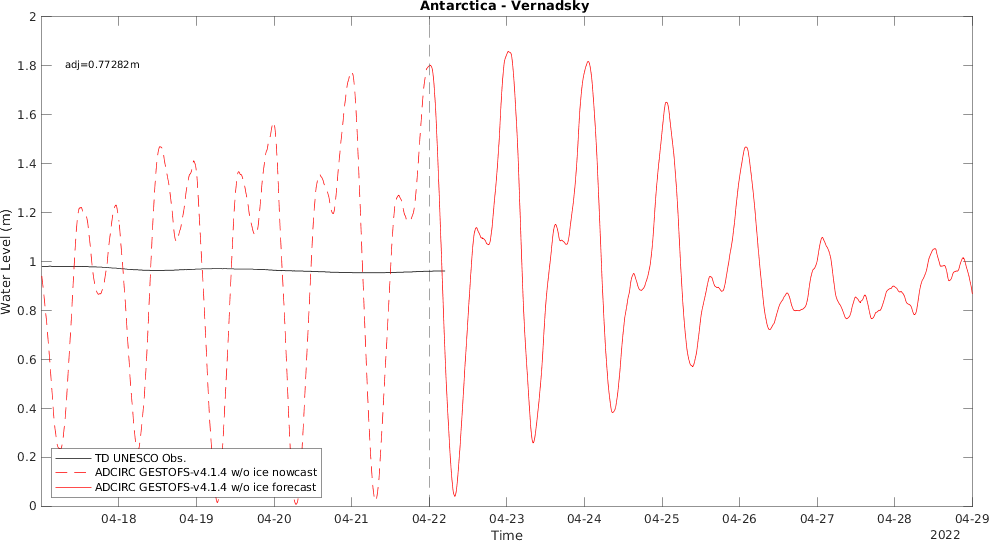 Antarctica - Vernadsky
adj=0.77282m
Water Level (m)
2
1.8
1.6
1.4
1.2
1
0.8
0.6
0.4
0.2
0
TD UNESCO Obs.
ADCIRC GESTOFS-v4.1.4 w/o ice nowcast
ADCIRC GESTOFS-v4.1.4 w/o ice forecast
04-18 04-19 04-20 04-21 04-22 04-23 04-24 04-25 04-26 04-27 04-28 04-29
Time
2022